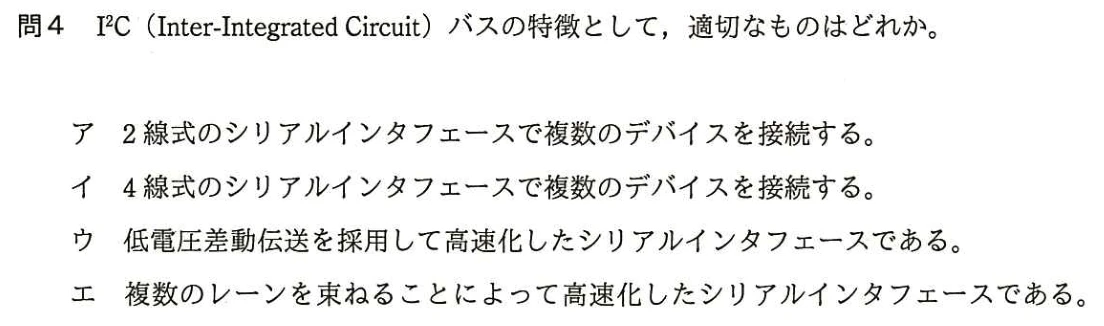 問4 I²C（Inter-Integrated Circuit）バスの特徴として，適切なものはどれか。
ア 2線式のシリアルインタフェースで複数のデバイスを接続する。
イ 4線式のシリアルインタフェースで複数のデバイスを接続する。
ウ 低電圧差動伝送を採用して高速化したシリアルインタフェースである。
エ 複数のレーンを束ねることによって高速化したシリアルインタフェースである。